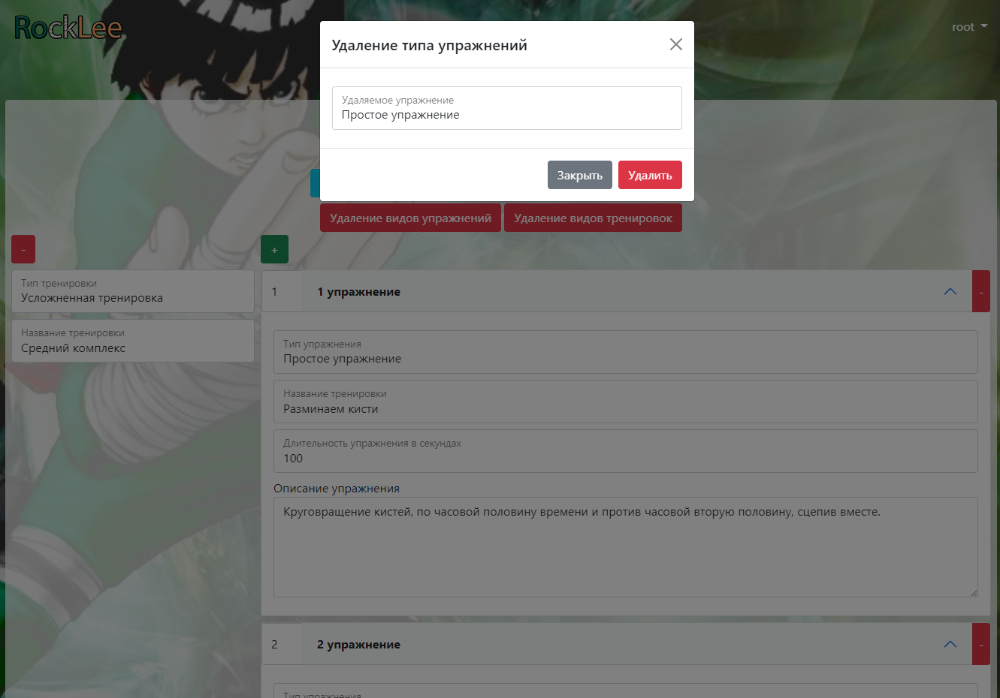 RockLee
root
Удаление типа упражнений
Удаляемое упражнение
Простое упражнение
Закрыть
Удалить
Удаление видов упражнений
Удаление видов тренировок
-
+
Тип тренировки
Усложненная тренировка
Название тренировки
Средний комплекс
1
1 упражнение
-
Тип упражнения
Простое упражнение
Название тренировки
Разминаем кисти
Длительность упражнения в секундах
100
Описание упражнения
Круговращение кистей, по часовой половину времени и против часовой вторую половину, сцепив вместе.
2
2 упражнение
-
Тип упражнения